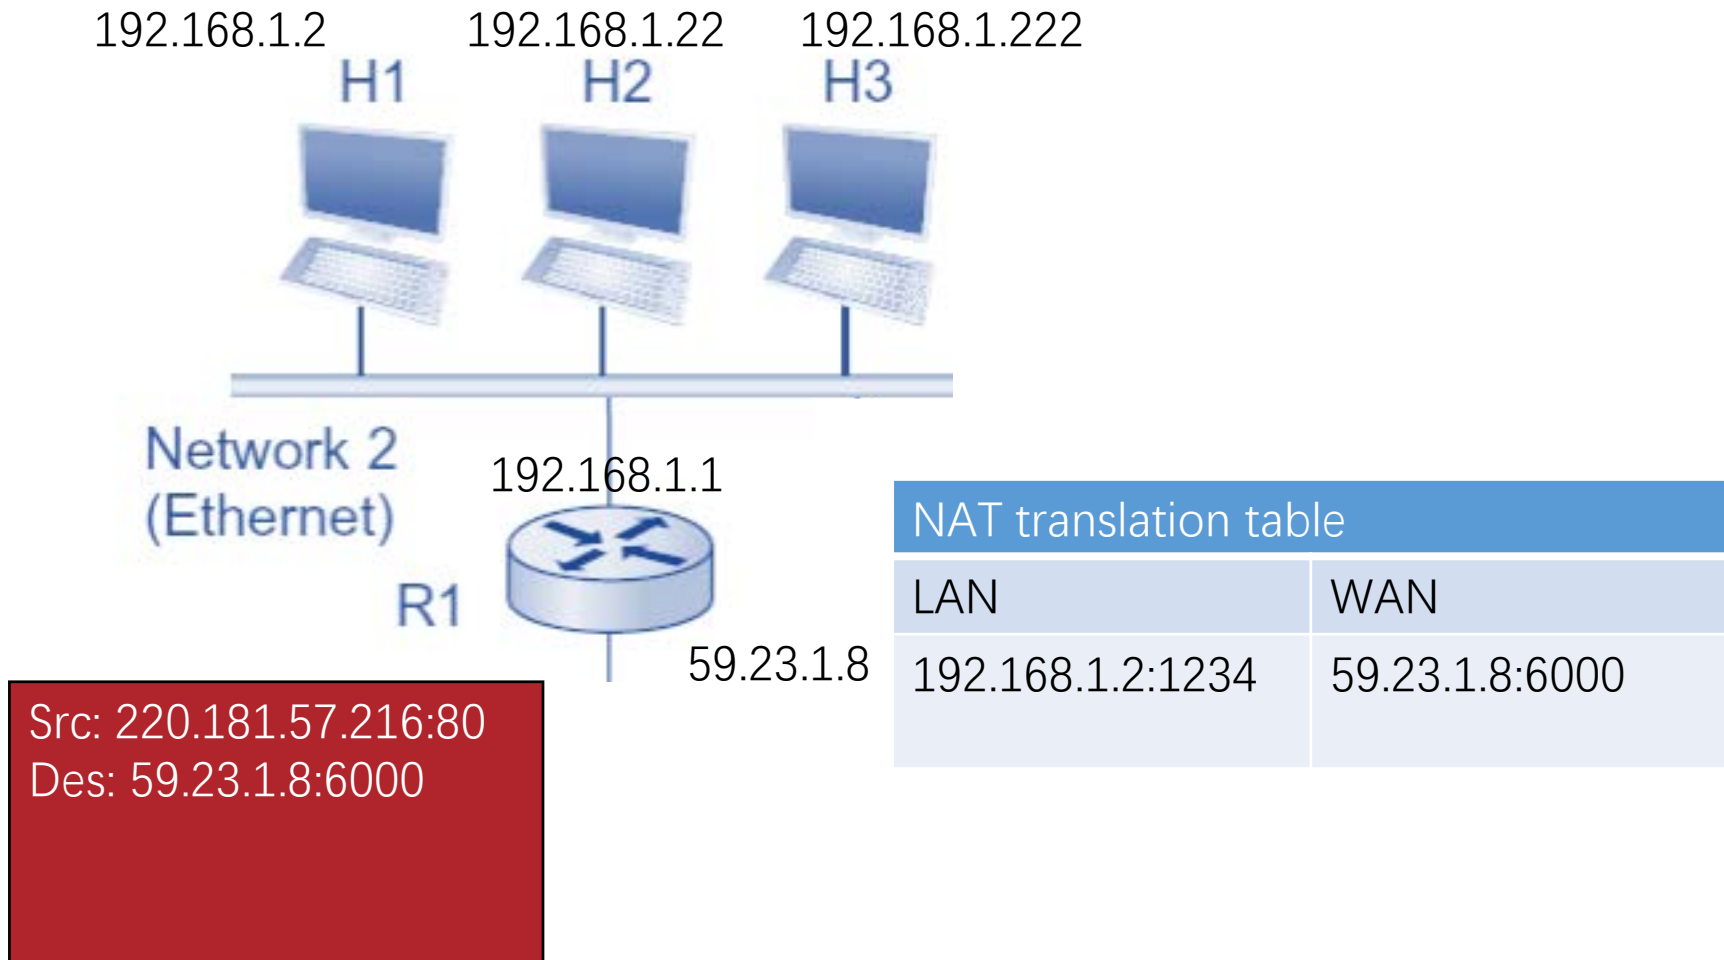 192.168.1.2 192.168.1.22 192.168.1.222
H1 H2 H3
Network 2
(Ethernet)
192.168.1.1
R1
59.23.1.8
NAT translation table
LAN WAN
192.168.1.2:1234 59.23.1.8:6000
Src: 220.181.57.216:80
Des: 59.23.1.8:6000